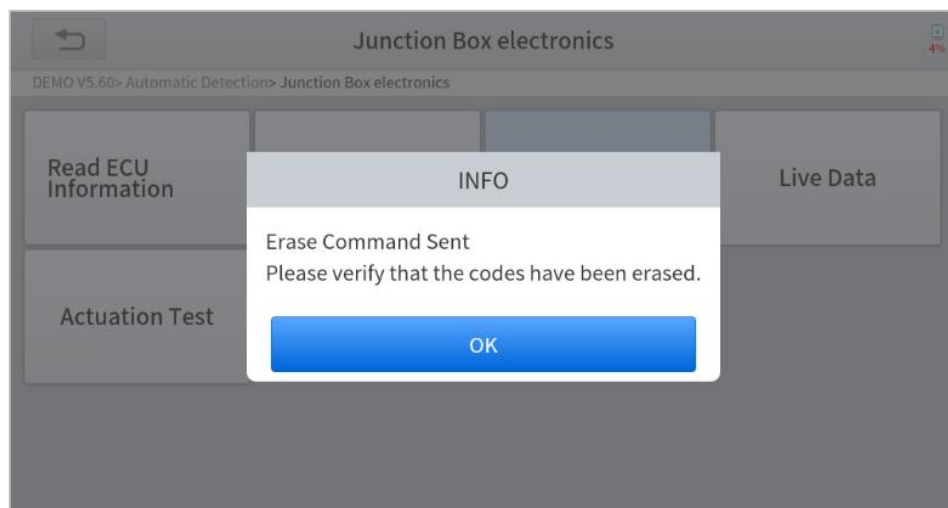 Junction Box electronics
4%
DEMO V5.60> Automatic Detection> Junction Box electronics
Read ECU
Information
Live Data
INFO
Erase Command Sent
Please verify that the codes have been erased.
OK
Actuation Test